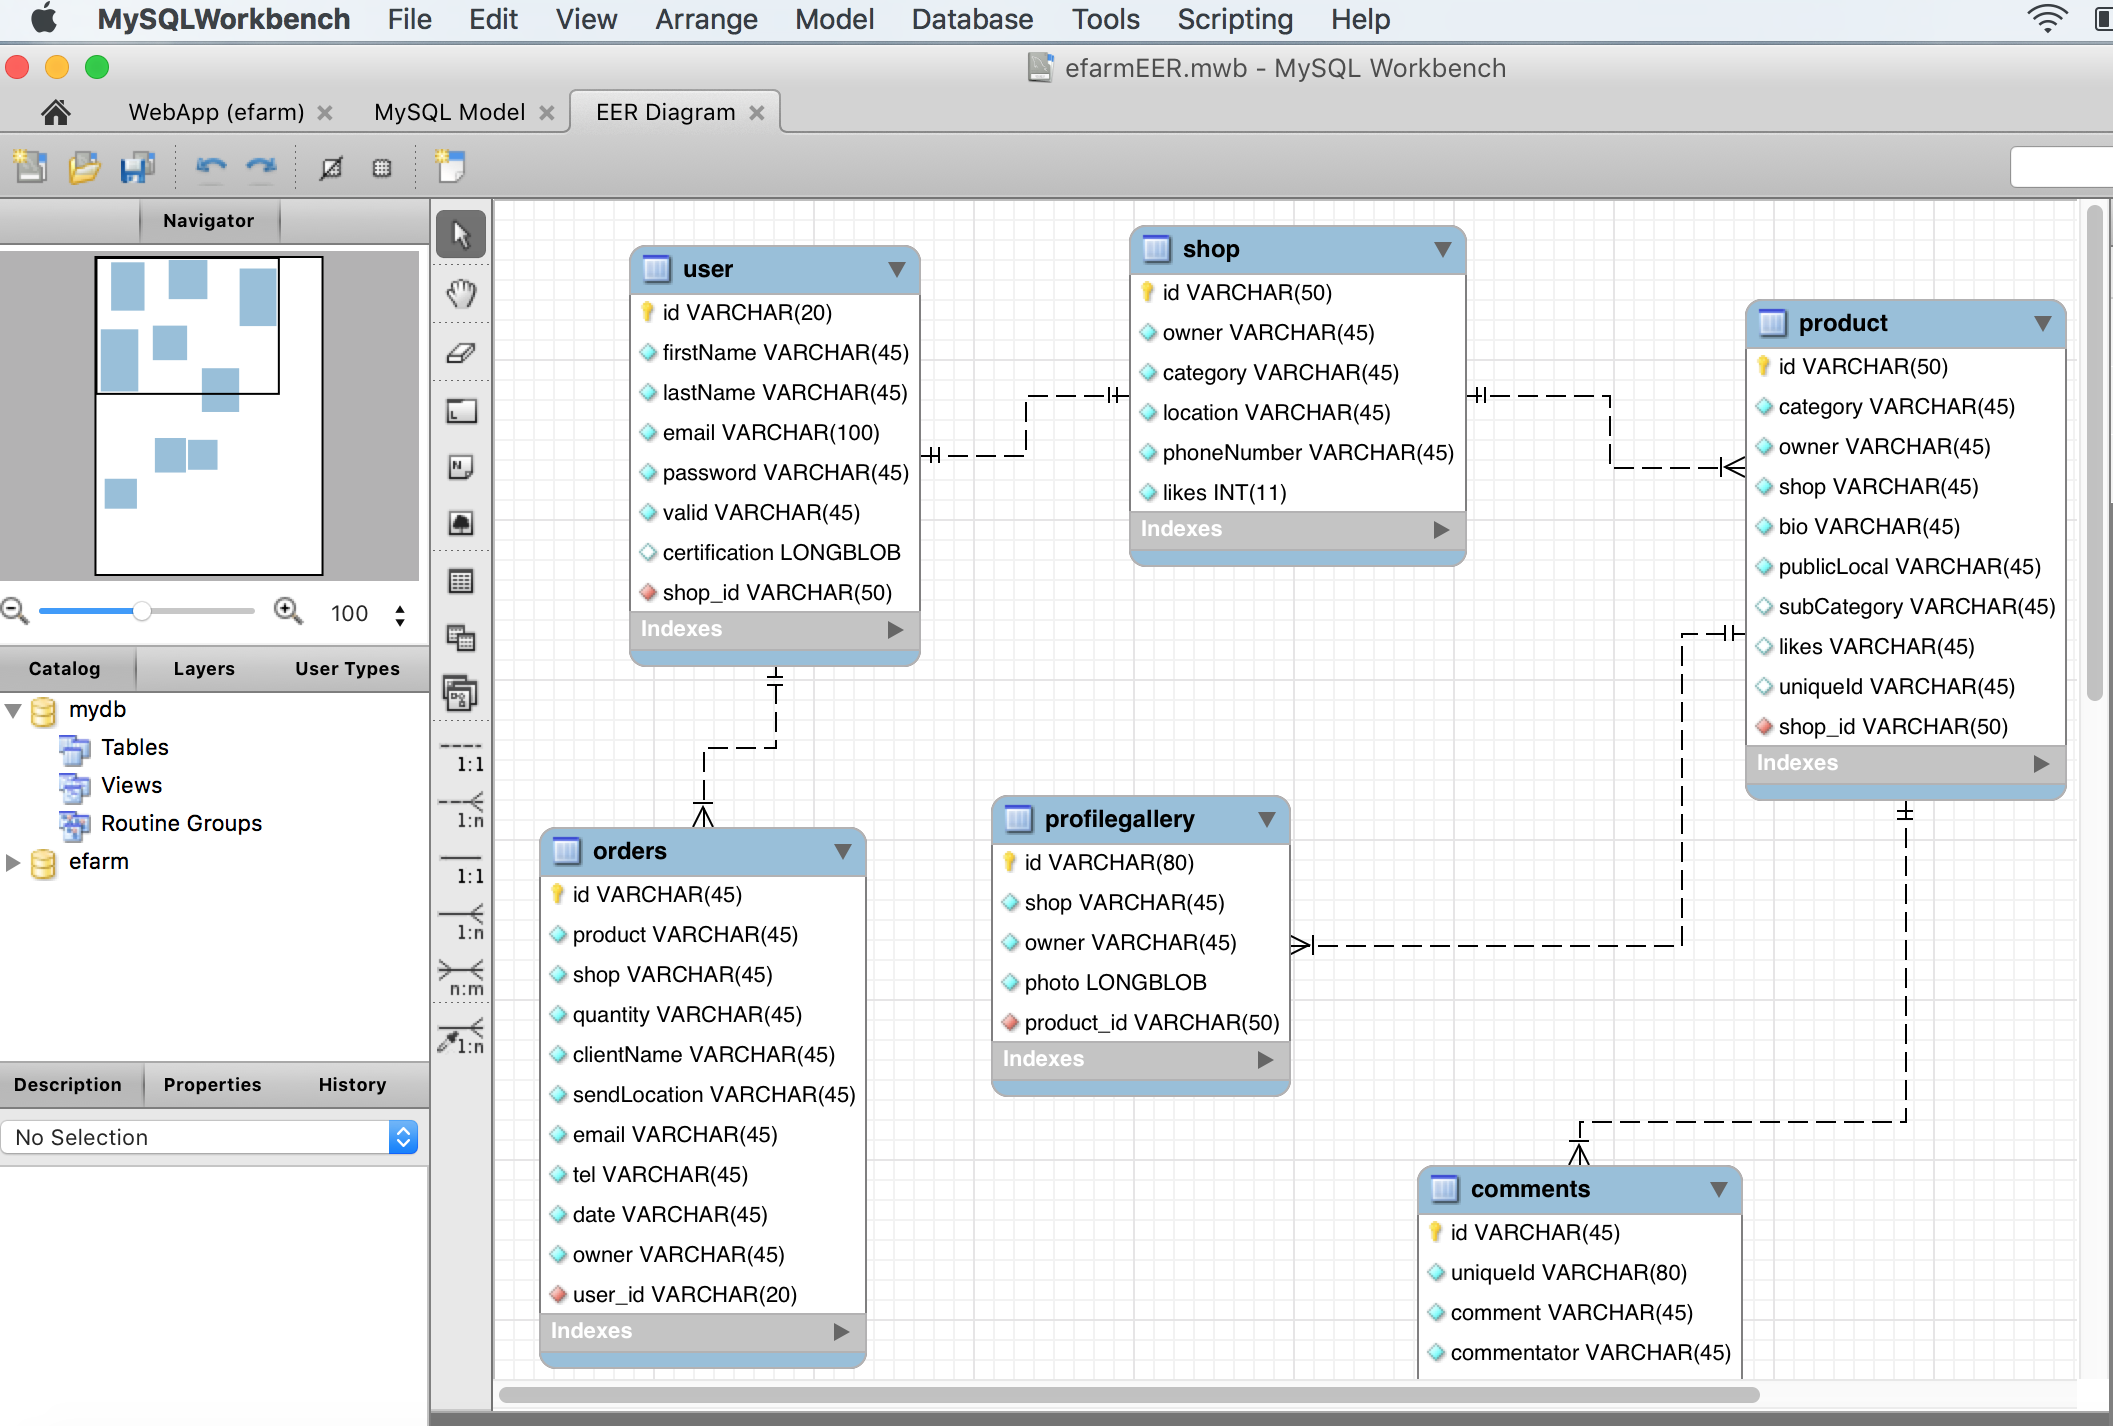 MySQLWorkbench File Edit View Arrange Model Database Tools Scripting Help
efarmEER.mwb - MySQL Workbench
WebApp (efarm) MySQL Model EER Diagram
Navigator
100
Catalog Layers User Types
mydb
Tables
Views
Routine Groups
efarm
Description Properties History
No Selection
1:1
1:n
1:1
1:n
n:m
1:n
user
id VARCHAR(20)
firstName VARCHAR(45)
lastName VARCHAR(45)
email VARCHAR(100)
password VARCHAR(45)
valid VARCHAR(45)
certification LONGBLOB
shop_id VARCHAR(50)
Indexes
shop
id VARCHAR(50)
owner VARCHAR(45)
category VARCHAR(45)
location VARCHAR(45)
phoneNumber VARCHAR(45)
likes INT(11)
Indexes
product
id VARCHAR(50)
category VARCHAR(45)
owner VARCHAR(45)
shop VARCHAR(45)
bio VARCHAR(45)
publicLocal VARCHAR(45)
subCategory VARCHAR(45)
likes VARCHAR(45)
uniqueId VARCHAR(45)
shop_id VARCHAR(50)
Indexes
orders
id VARCHAR(45)
product VARCHAR(45)
shop VARCHAR(45)
quantity VARCHAR(45)
clientName VARCHAR(45)
sendLocation VARCHAR(45)
email VARCHAR(45)
tel VARCHAR(45)
date VARCHAR(45)
owner VARCHAR(45)
user_id VARCHAR(20)
Indexes
profilegallery
id VARCHAR(80)
shop VARCHAR(45)
owner VARCHAR(45)
photo LONGBLOB
product_id VARCHAR(50)
Indexes
comments
id VARCHAR(45)
uniqueId VARCHAR(80)
comment VARCHAR(45)
commentator VARCHAR(45)